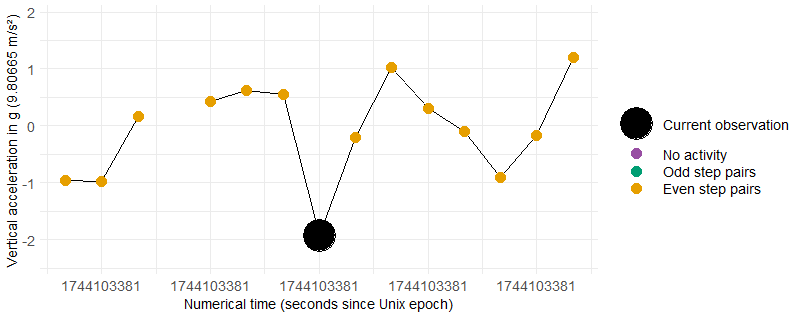 Vertical acceleration in g (9.80665 m/s²)
2
1
0
-1
-2
1744103381 1744103381 1744103381 1744103381 1744103381
Numerical time (seconds since Unix epoch)
Current observation
No activity
Odd step pairs
Even step pairs